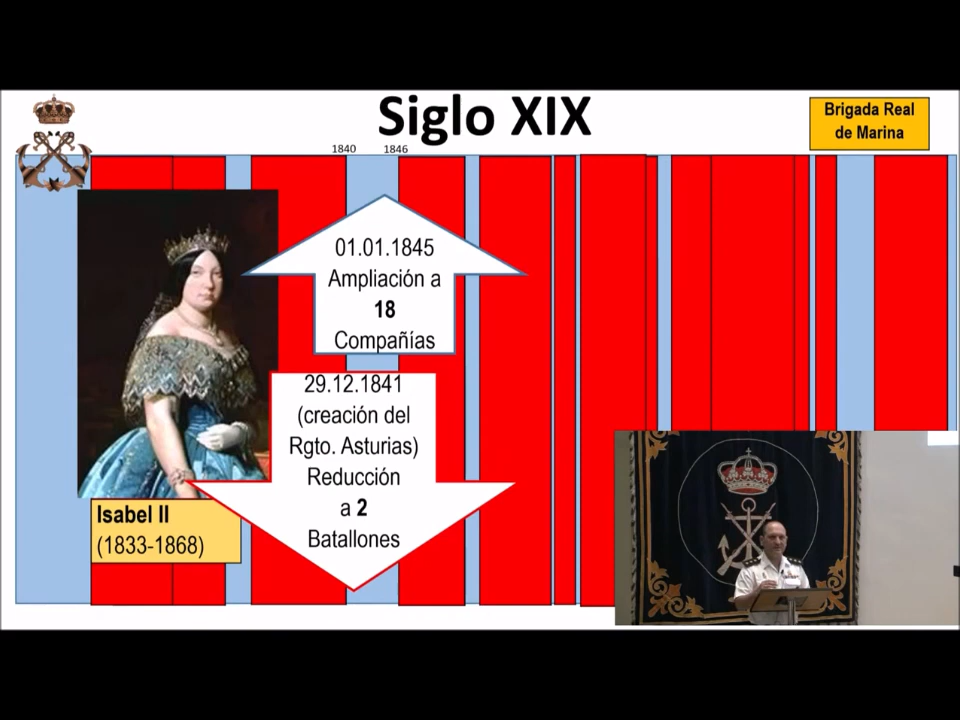 Siglo XIX
Brigada Real
de Marina
1840
1846
01.01.1845
Ampliación a
18
Compañías
29.12.1841
(creación del
Rgto. Asturias)
Reducción
a 2
Batallones
Isabel II
(1833-1868)